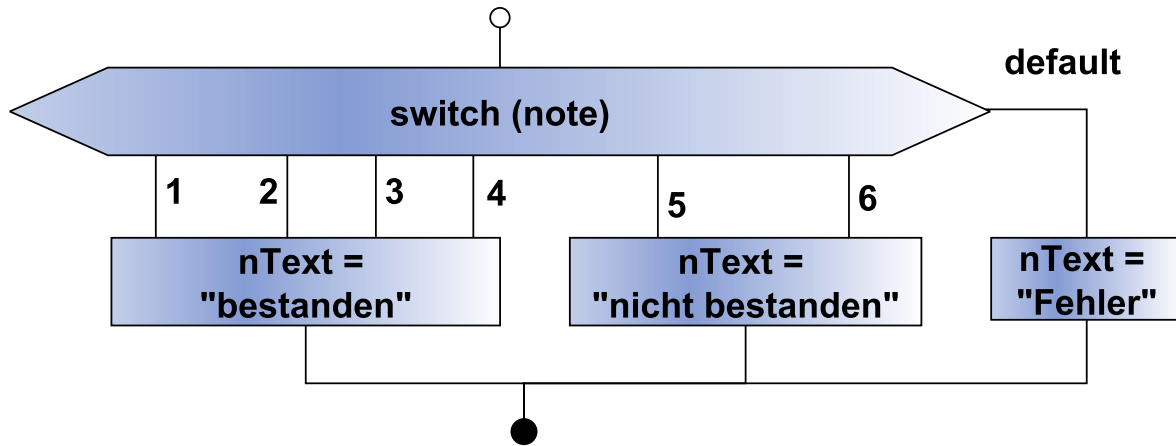 default
switch (note)
1
2
3
4
5
6
nText =
"bestanden"
nText =
"nicht bestanden"
nText =
"Fehler"